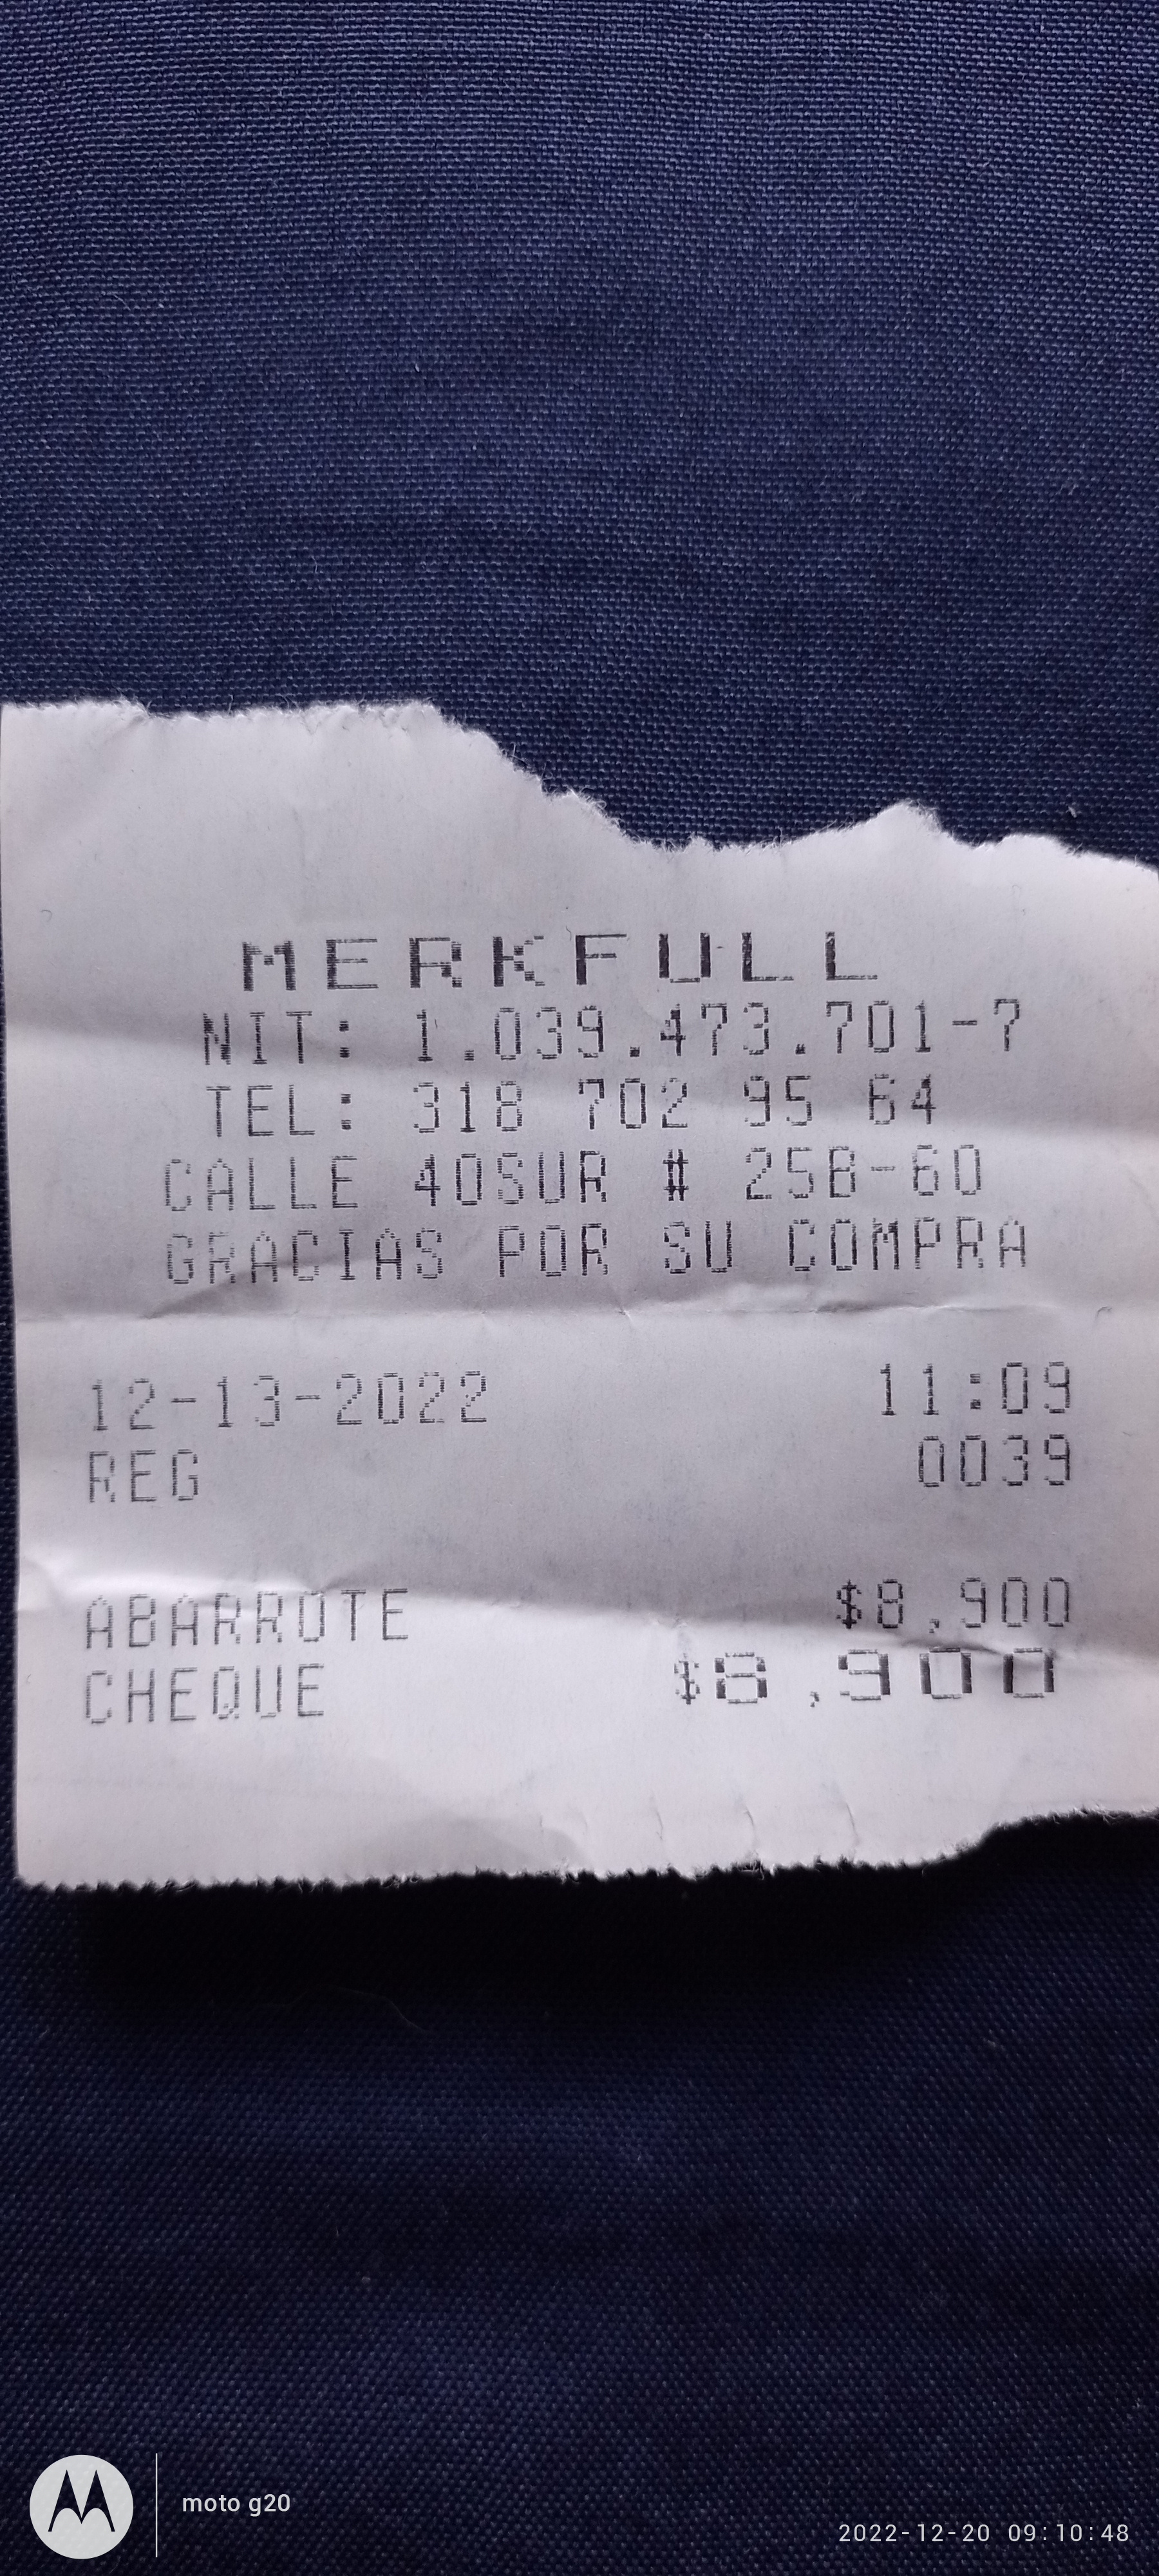 MERKFULL
NIT: 1.039.473.701-7
TEL: 318 702 95 64
CALLE 40SUR # 25B-60
GRACIAS POR SU COMPRA
12-13-2022 11:09
REG 0039
ABARROTE $8,900
CHEQUE $8,900
moto g20
2022-12-20 09:10:48